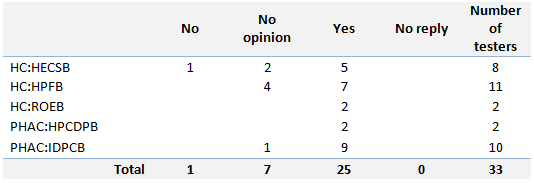 No No opinion Yes No reply Number of testers
HC:HECSB 1 2 5 8
HC:HPFB 4 7 11
HC:ROEB 2 2
PHAC:HPCDPB 2 2
PHAC:IDPCB 1 9 10
Total 1 7 25 0 33